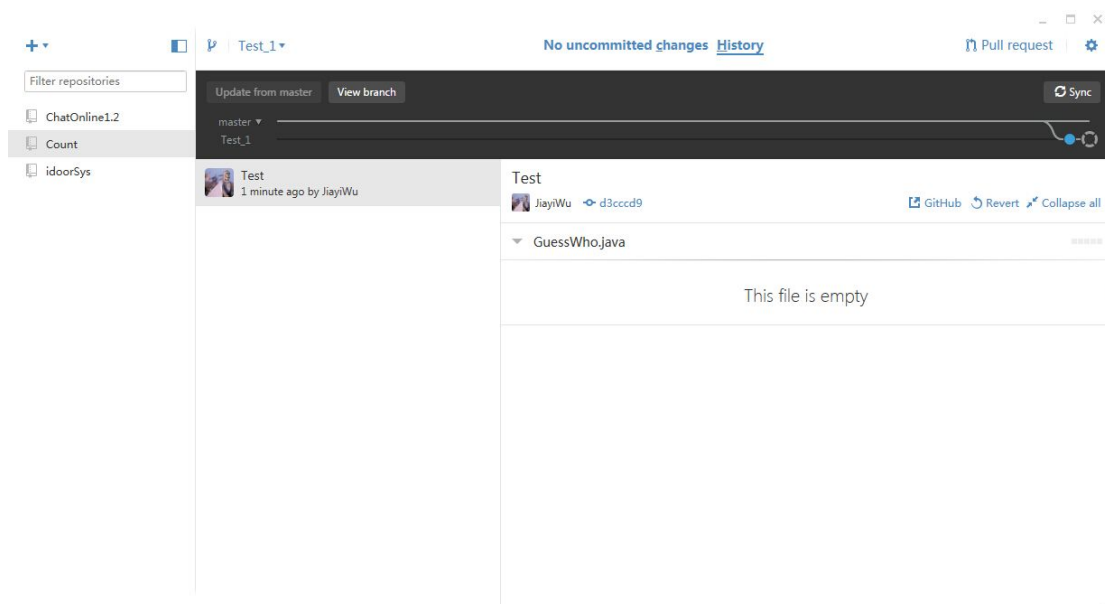 Test_1
No uncommitted changes History
Pull request
Filter repositories
ChatOnline1.2
Count
idoorSys
Update from master
View branch
Sync
master
Test_1
Test
1 minute ago by JiayiWu
Test
JiayiWu d3cccd9
GitHub Revert Collapse all
GuessWho.java
This file is empty